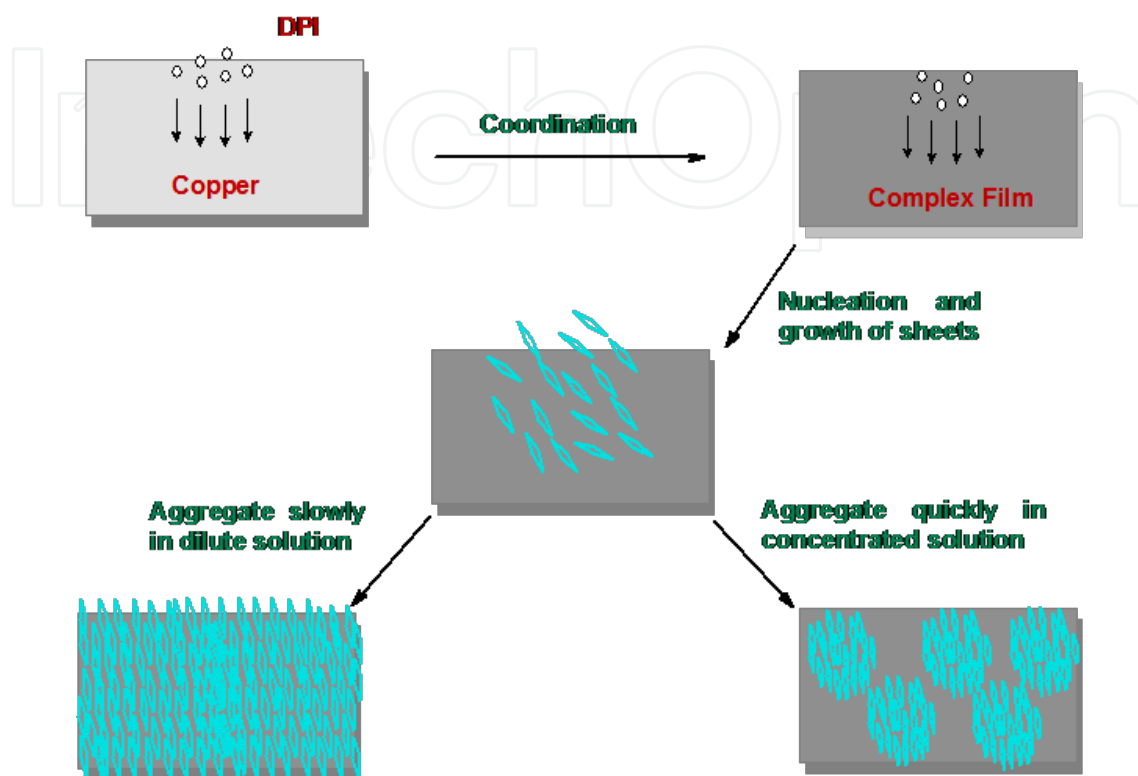 DPI
Copper
Coordination
Complex Film
Nucleation and
growth of sheets
Aggregate slowly
in dilute solution
Aggregate quickly in
concentrated solution